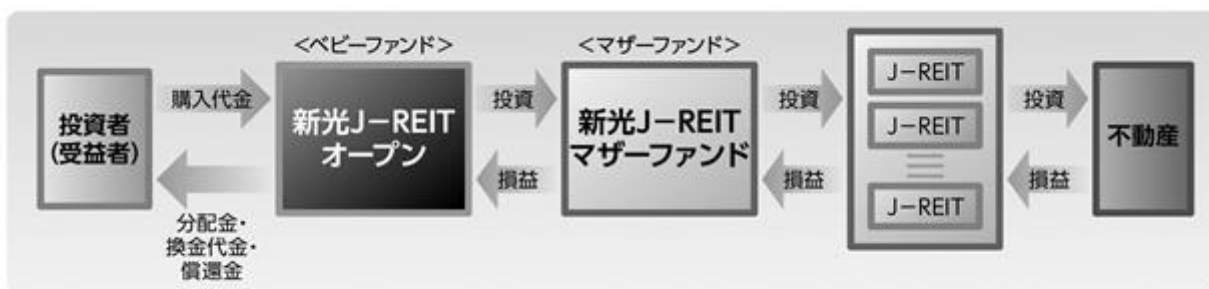 <ベビーファンド>
<マザーファンド>
投資者
(受益者)
購入代金
分配金・
換金代金・
償還金
新光J-REIT
オープン
投資
損益
新光J-REIT
マザーファンド
投資
損益
J-REIT
J-REIT
J-REIT
投資
損益
不動産